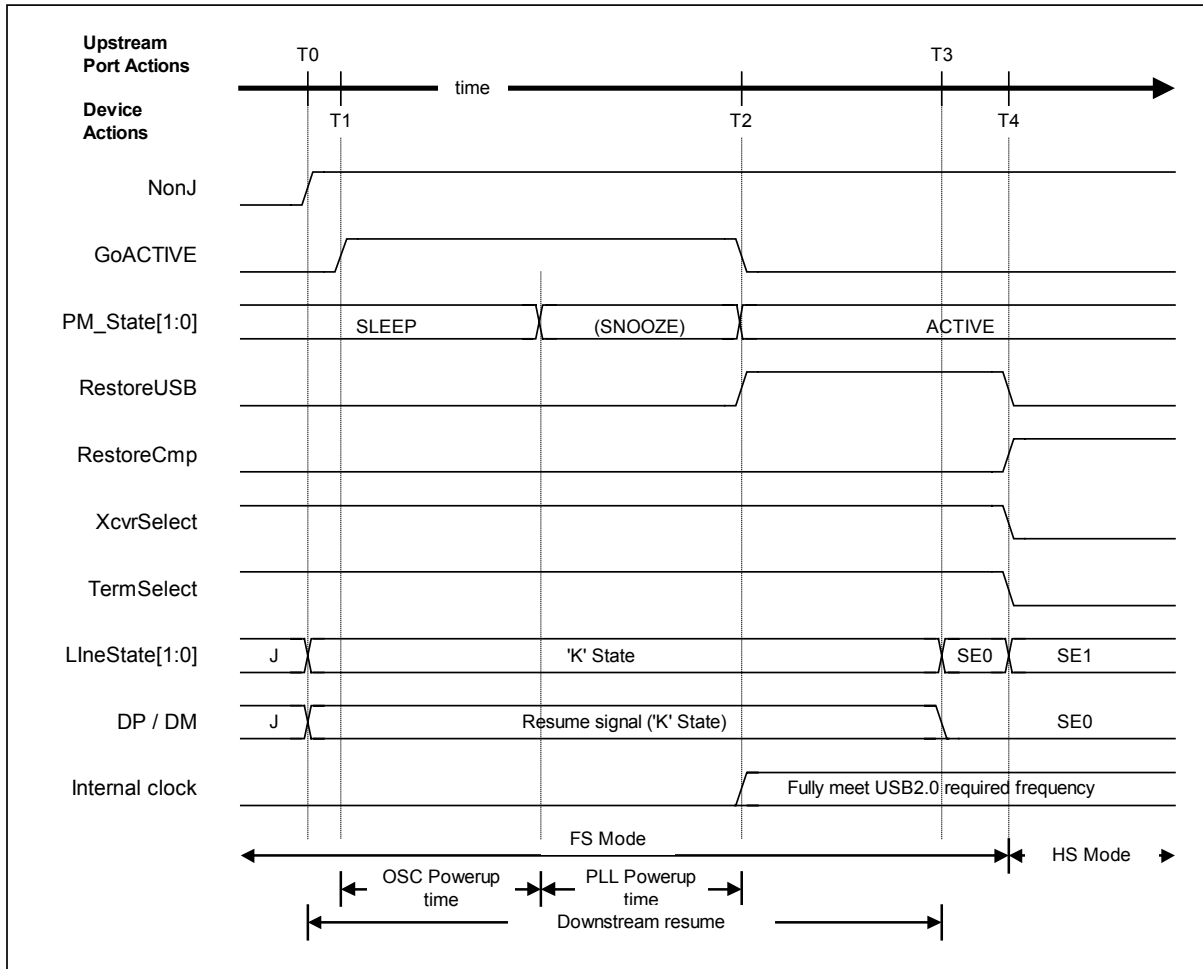 Upstream
Port Actions
T0
T3
time
Device
Actions
T1
T2
T4
NonJ
GoACTIVE
PM_State[1:0]
SLEEP
(SNOOZE)
ACTIVE
RestoreUSB
RestoreCmp
XcvrSelect
TermSelect
LIneState[1:0]
J
'K' State
SE0
SE1
DP / DM
J
Resume signal ('K' State)
SE0
Internal clock
Fully meet USB2.0 required frequency
FS Mode
HS Mode
OSC Powerup
time
PLL Powerup
time
Downstream resume